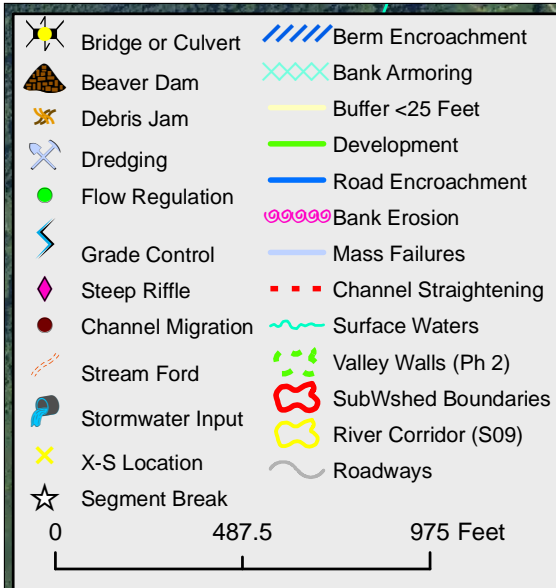 Bridge or Culvert
Beaver Dam
Debris Jam
Dredging
Flow Regulation
Grade Control
Steep Riffle
Channel Migration
Stream Ford
Stormwater Input
X-S Location
Segment Break
Berm Encroachment
Bank Armoring
Buffer <25 Feet
Development
Road Encroachment
Bank Erosion
Mass Failures
Channel Straightening
Surface Waters
Valley Walls (Ph 2)
SubWshed Boundaries
River Corridor (S09)
Roadways
0 487.5 975 Feet